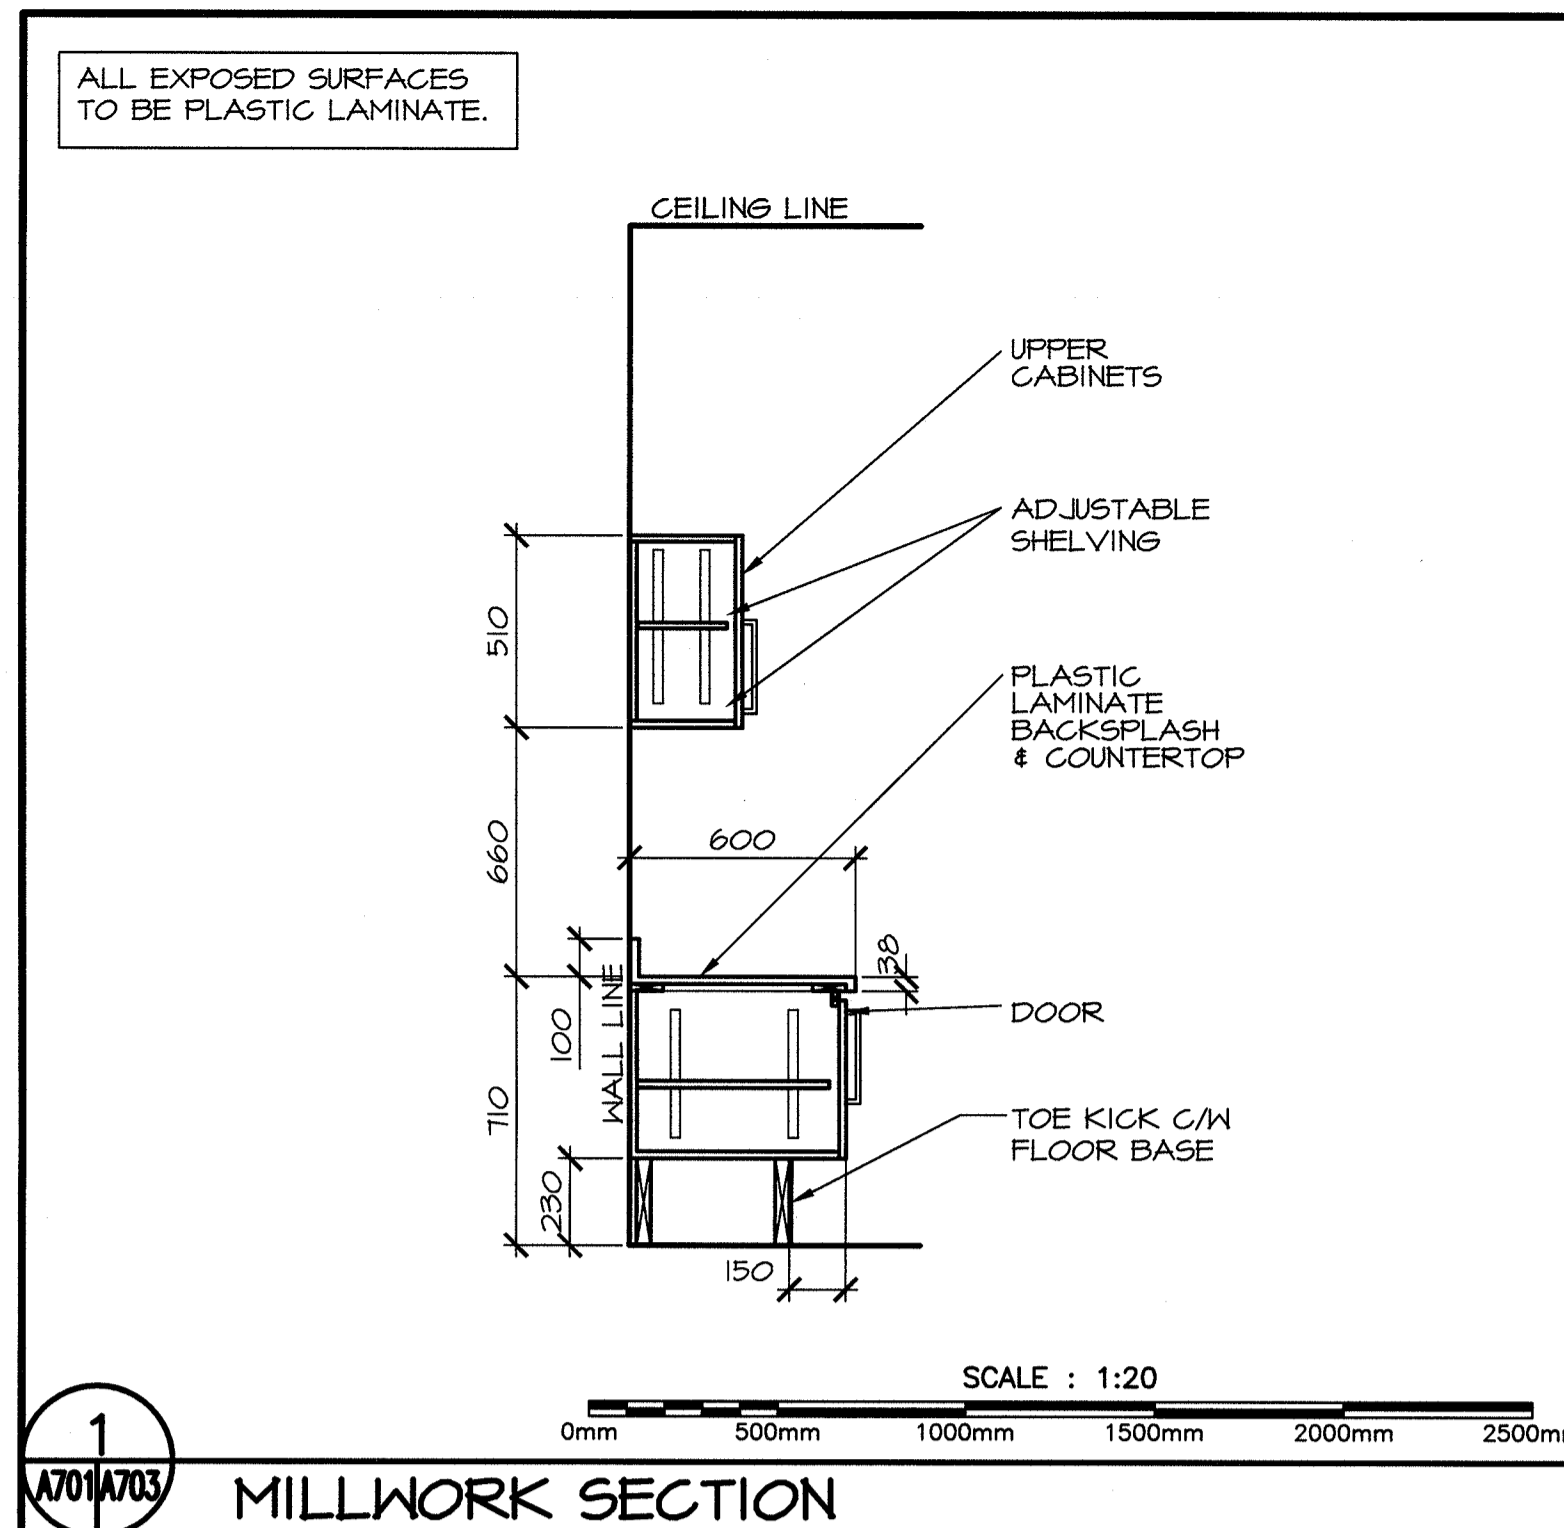 ALL EXPOSED SURFACES
TO BE PLASTIC LAMINATE.
CEILING LINE
UPPER
CABINETS
ADJUSTABLE
SHELVING
510
PLASTIC
LAMINATE
BACKSPLASH
& COUNTERTOP
660
600
38
100
WALL LINE
DOOR
710
TOE KICK C/W
FLOOR BASE
230
150
SCALE : 1:20
0mm 500mm 1000mm 1500mm 2000mm 2500m
1
A701 A703
MILLWORK SECTION